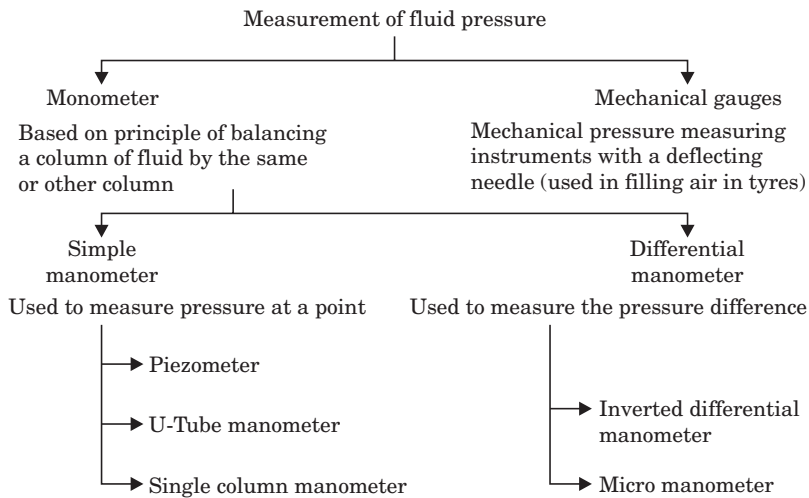 Measurement of fluid pressure
Monometer
Based on principle of balancing
a column of fluid by the same
or other column
Mechanical gauges
Mechanical pressure measuring
instruments with a deflecting
needle (used in filling air in tyres)
Simple
manometer
Used to measure pressure at a point
Piezometer
U-Tube manometer
Single column manometer
Differential
manometer
Used to measure the pressure difference
Inverted differential
manometer
Micro manometer